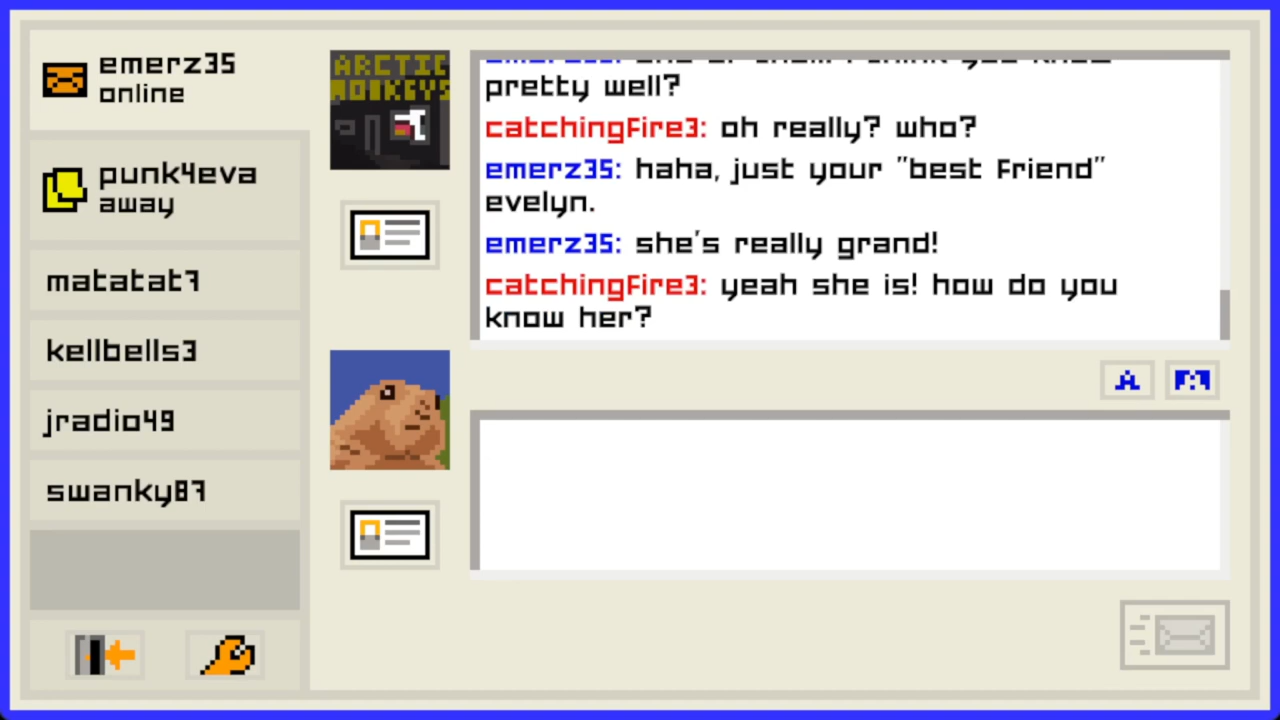 emerz35
online
punk4eva
away
matatat7
kellbells3
jradio49
swanky87
ARCTIC
MONKEYS
pretty well?
catchingfire3: oh really? who?
emerz35: haha, just your "best friend"
evelyn.
emerz35: she's really grand!
catchingfire3: yeah she is! how do you
know her?
A
A